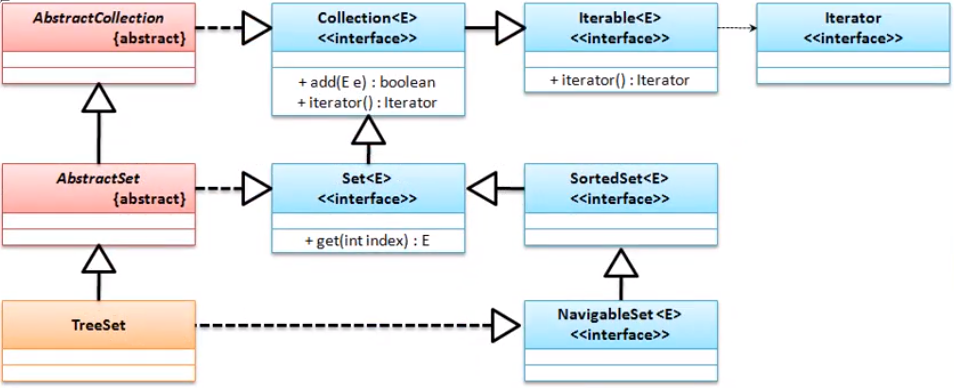 AbstractCollection
{abstract}
Collection<E>
<<interface>>
+ add(E e) : boolean
+ iterator() : Iterator
Iterable<E>
<<interface>>
+ iterator() : Iterator
Iterator
<<interface>>
AbstractSet
{abstract}
Set<E>
<<interface>>
+ get(int index) : E
SortedSet<E>
<<interface>>
TreeSet
NavigableSet<E>
<<interface>>